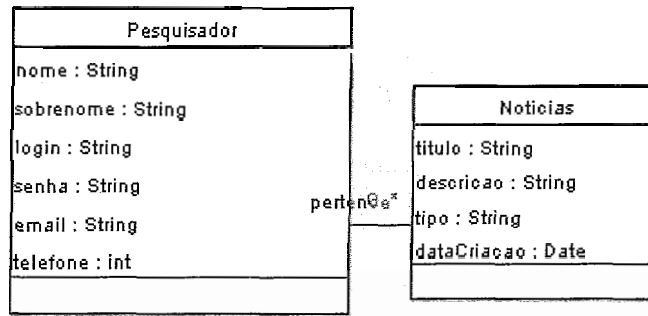 Pesquisador
nome : String
sobrenome : String
login : String
senha : String
email : String
telefone : int
Noticias
titulo : String
descricao : String
tipo : String
dataCriacao : Date